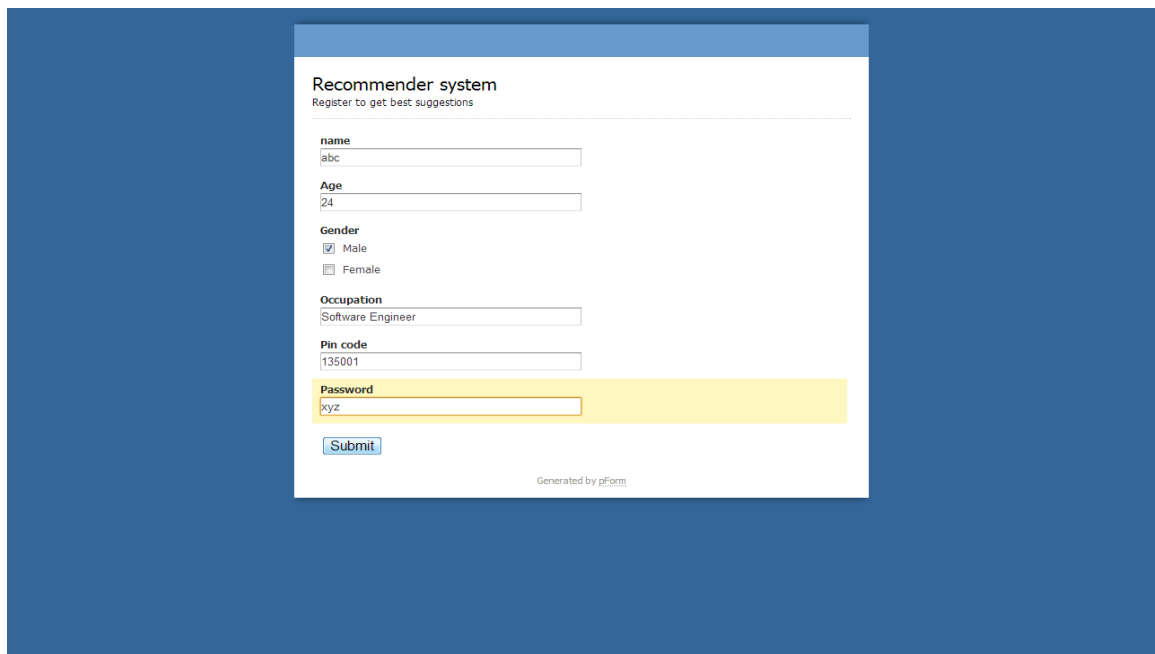 Recommender system
Register to get best suggestions
name
abc
Age
24
Gender
Male
Female
Occupation
Software Engineer
Pin code
135001
Password
xyz
Submit
Generated by pForm